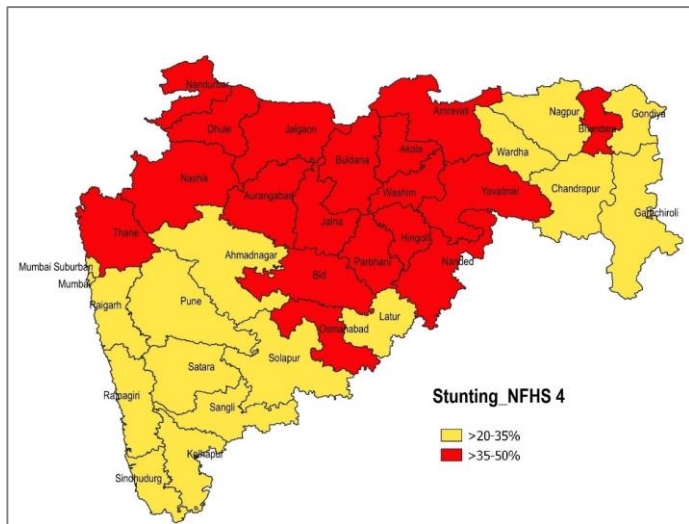 Nandurbar
Dhule
Jalgaon
Amravati
Nagpur
Gondiya
Bhandara
Buldana
Akola
Wardha
Nashik
Aurangabad
Washim
Yavatmal
Chandrapur
Garhchiroli
Jalna
Hingoli
Thane
Ahmadnagar
Parbhani
Nanded
Mumbai Suburban
Bid
Mumbai
Raigarh
Pune
Latur
Osmanabad
Solapur
Satara
Ratnagiri
Sangli
Kolhapur
Sindhudurg
Stunting_NFHS 4
>20-35%
>35-50%